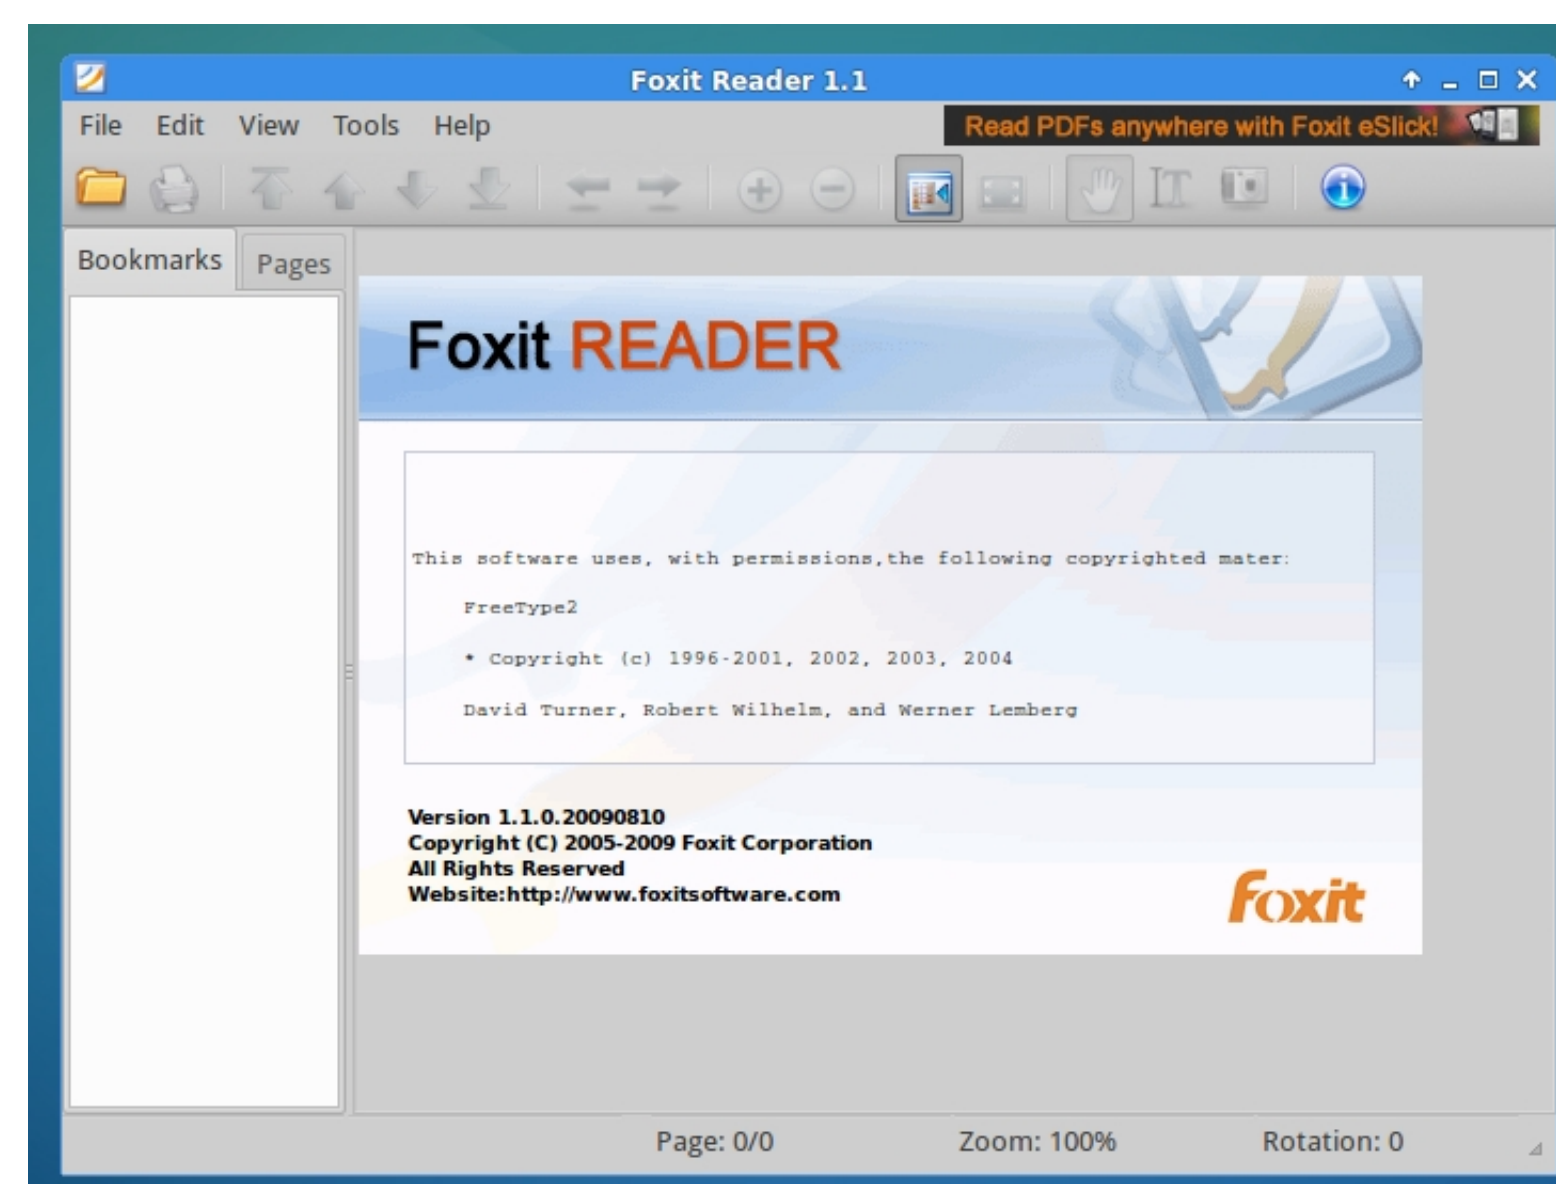 Foxit Reader 1.1
File Edit View Tools Help
Read PDFs anywhere with Foxit eSlick!
Bookmarks Pages
Foxit READER
This software uses, with permissions,the following copyrighted mater:
FreeType2
• Copyright (c) 1996-2001, 2002, 2003, 2004
David Turner, Robert Wilhelm, and Werner Lemberg
Version 1.1.0.20090810
Copyright (C) 2005-2009 Foxit Corporation
All Rights Reserved
Website:http://www.foxitsoftware.com
Foxit
Page: 0/0 Zoom: 100% Rotation: 0